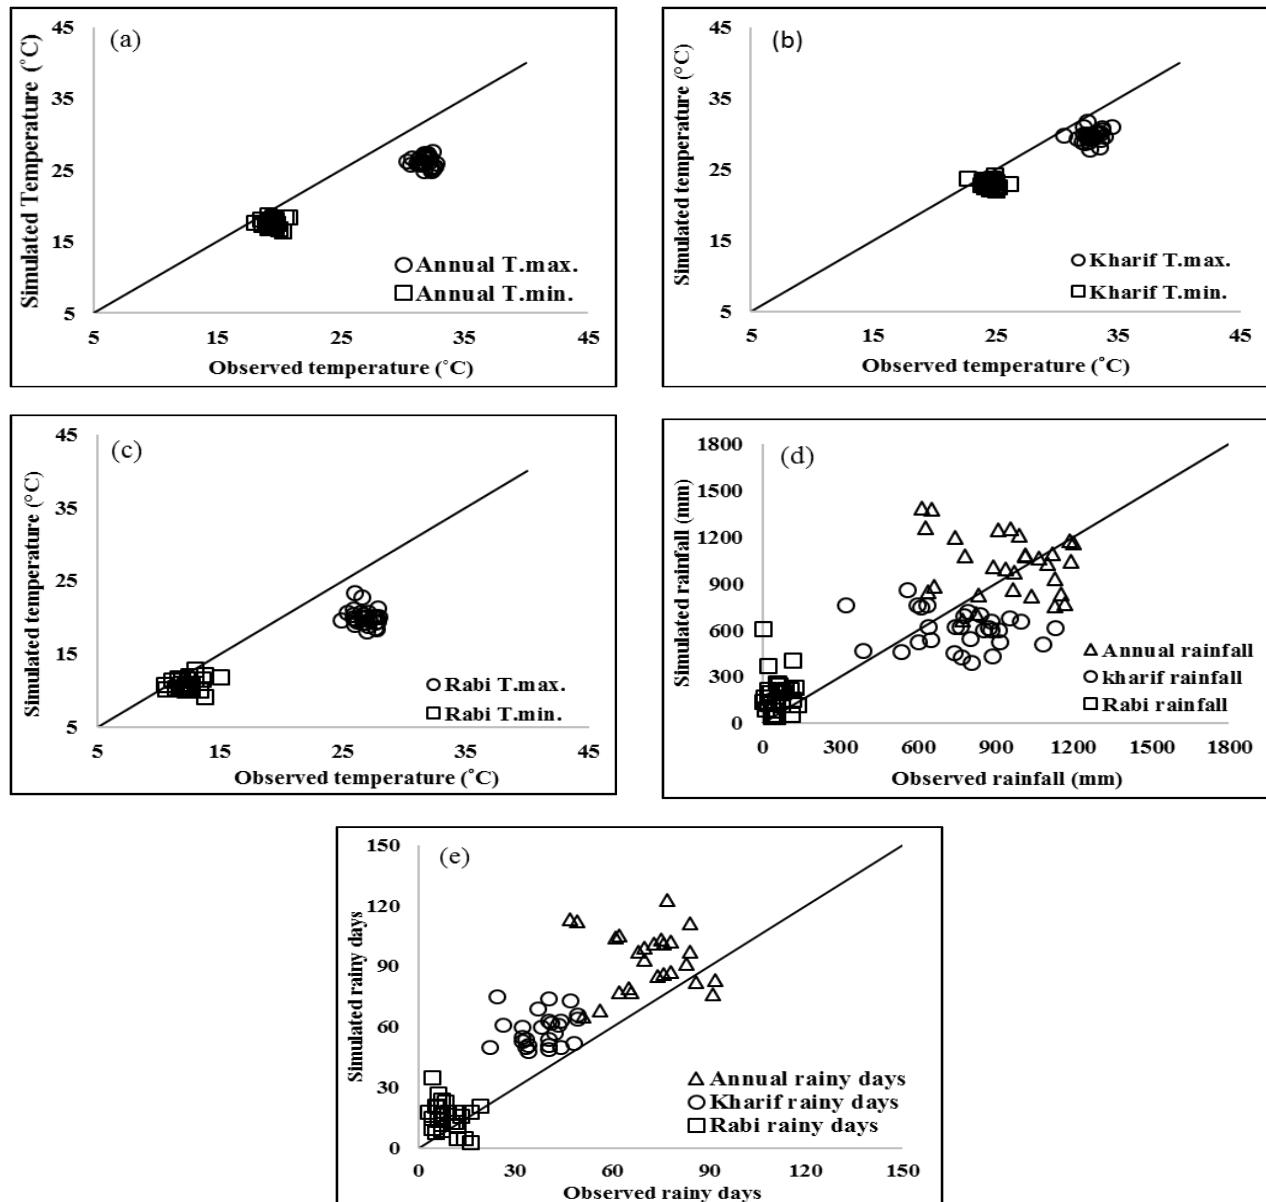 (a)
45
35
25
15
5
Simulated Temperature (˚C)
Annual T.max.
Annual T.min.
5 15 25 35 45
Observed temperature (˚C)
(b)
45
35
25
15
5
Simulated temperature (˚C)
Kharif T.max.
Kharif T.min.
5 15 25 35 45
Observed temperature (˚C)
(c)
45
35
25
15
5
Simulated temperature (˚C)
Rabi T.max.
Rabi T.min.
5 15 25 35 45
Observed temperature (˚C)
(d)
1800
1500
1200
900
600
300
0
Simulated rainfall (mm)
Annual rainfall
kharif rainfall
Rabi rainfall
0 300 600 900 1200 1500 1800
Observed rainfall (mm)
(e)
150
120
90
60
30
0
Simulated rainy days
Annual rainy days
Kharif rainy days
Rabi rainy days
0 30 60 90 120 150
Observed rainy days